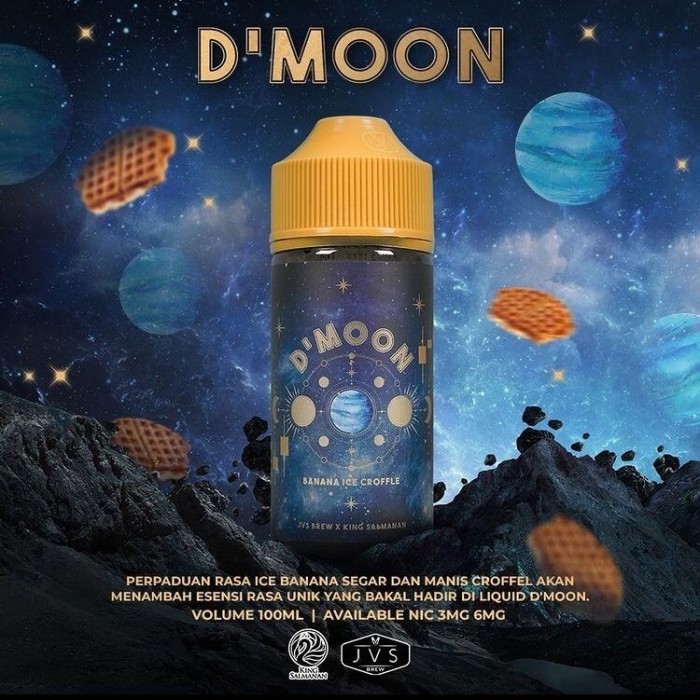 D'MOON
D'MOON
BANANA ICE CROFFLE
JVS BREW X KING SALMANAN
PERPADUAN RASA ICE BANANA SEGAR DAN MANIS CROFFEL AKAN
MENAMBAH ESENSI RASA UNIK YANG BAKAL HADIR DI LIQUID D'MOON.
VOLUME 100ML | AVAILABLE NIC 3MG 6MG
KING
SALMANAN
JVS
BREW